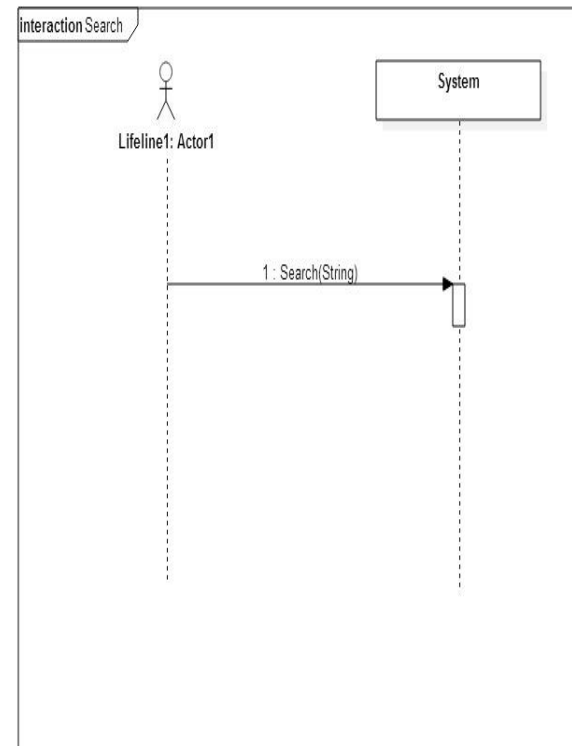 interaction Search
System
Lifeline1: Actor1
1 : Search(String)